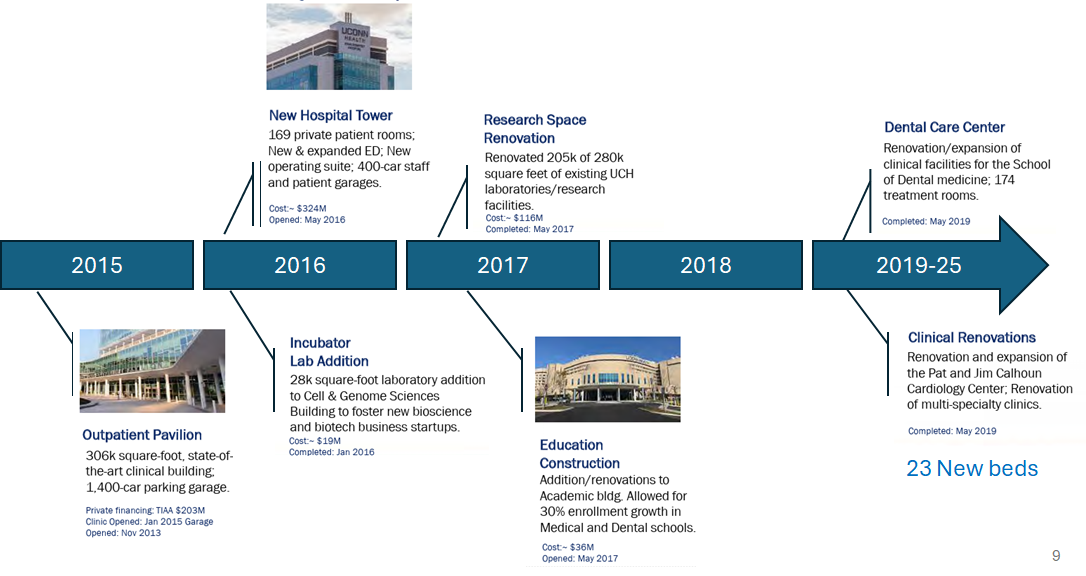 UCONN
HEALTH
New Hospital Tower
169 private patient rooms;
New & expanded ED; New
operating suite; 400-car staff
and patient garages.
Cost:~ $324M
Opened: May 2016
Research Space
Renovation
Renovated 205k of 280k
square feet of existing UCH
laboratories/research
facilities.
Cost:~ $116M
Completed: May 2017
Dental Care Center
Renovation/expansion of
clinical facilities for the School
of Dental medicine; 174
treatment rooms.
Completed: May 2019
2015
2016
2017
2018
2019-25
Outpatient Pavilion
306k square-foot, state-of-
the-art clinical building;
1,400-car parking garage.
Private financing: TIAA $203M
Clinic Opened: Jan 2015 Garage
Opened: Nov 2013
Incubator
Lab Addition
28k square-foot laboratory addition
to Cell & Genome Sciences
Building to foster new bioscience
and biotech business startups.
Cost:~ $19M
Completed: Jan 2016
Education
Construction
Addition/renovations to
Academic bldg. Allowed for
30% enrollment growth in
Medical and Dental schools.
Cost:~ $36M
Opened: May 2017
Clinical Renovations
Renovation and expansion of
the Pat and Jim Calhoun
Cardiology Center; Renovation
of multi-specialty clinics.
Completed: May 2019
23 New beds
9